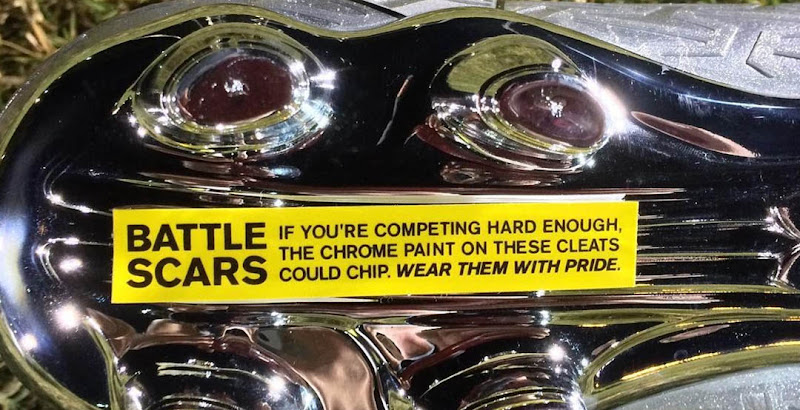 BATTLE
SCARS
IF YOU'RE COMPETING HARD ENOUGH,
THE CHROME PAINT ON THESE CLEATS
COULD CHIP. WEAR THEM WITH PRIDE.